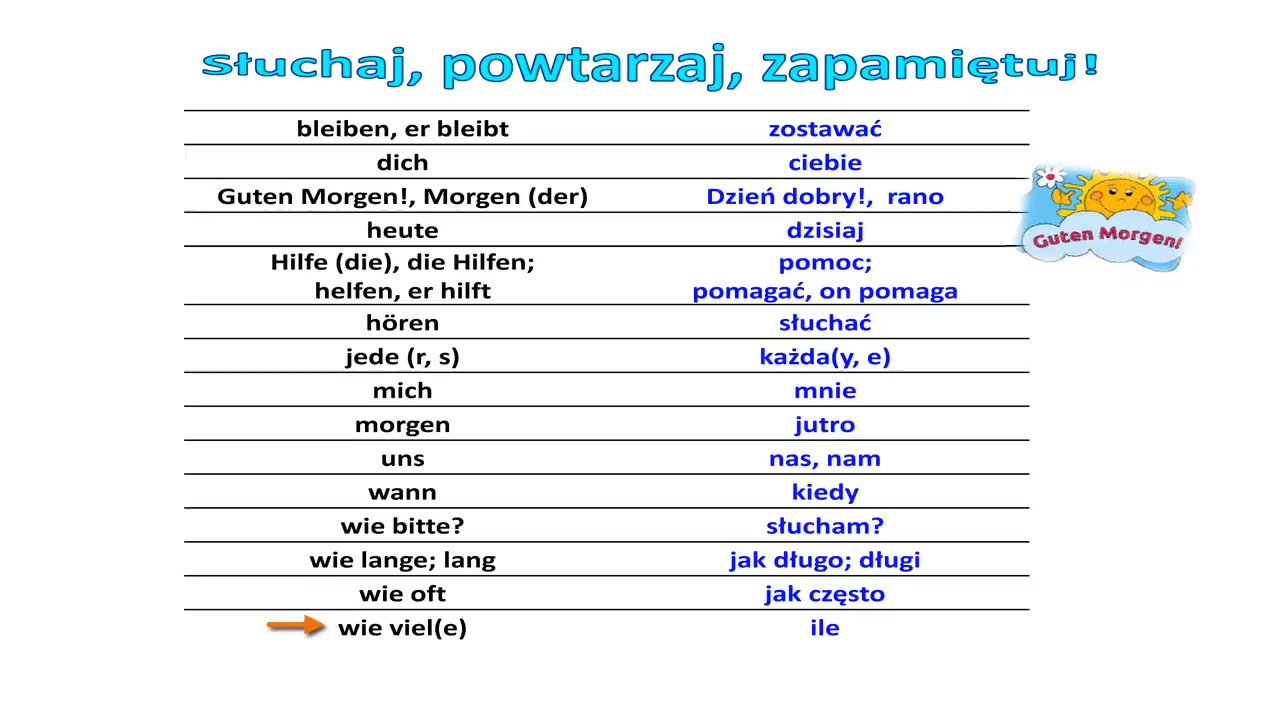 Słuchaj, powtarzaj, zapamiętuj!
bleiben, er bleibt zostawać
dich ciebie
Guten Morgen!, Morgen (der) Dzień dobry!, rano
heute dzisiaj
Guten Morgen!
Hilfe (die), die Hilfen; pomoc;
helfen, er hilft pomagać, on pomaga
hören słuchać
jede (r, s) każda(y, e)
mich mnie
morgen jutro
uns nas, nam
wann kiedy
wie bitte? słucham?
wie lange; lang jak długo; długi
wie oft jak często
wie viel(e) ile